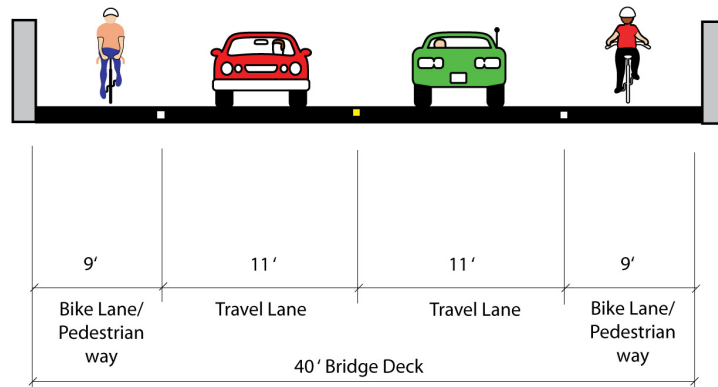 9' 11' 11' 9'
Bike Lane/
Pedestrian
way
Travel Lane
Travel Lane
Bike Lane/
Pedestrian
way
40' Bridge Deck